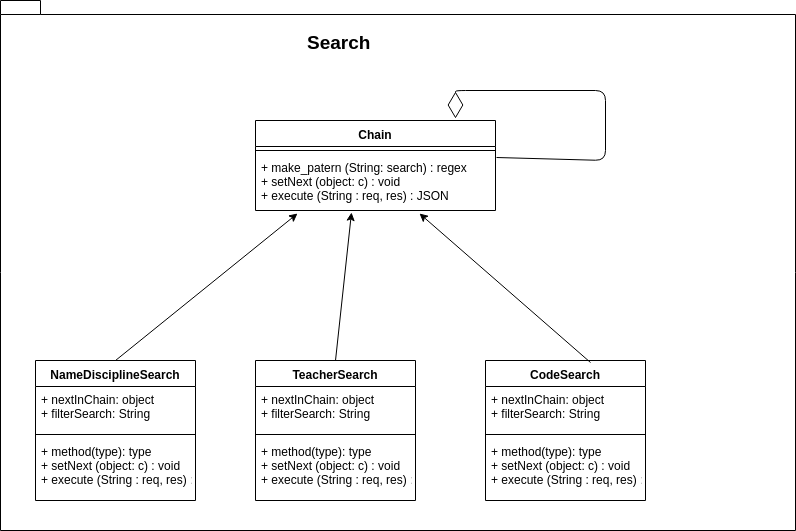 Search
Chain
+ make_patern (String: search) : regex
+ setNext (object: c) : void
+ execute (String : req, res) : JSON
NameDisciplineSearch
+ nextInChain: object
+ filterSearch: String
+ method(type): type
+ setNext (object: c) : void
+ execute (String : req, res) :
TeacherSearch
+ nextInChain: object
+ filterSearch: String
+ method(type): type
+ setNext (object: c) : void
+ execute (String : req, res) :
CodeSearch
+ nextInChain: object
+ filterSearch: String
+ method(type): type
+ setNext (object: c) : void
+ execute (String : req, res) :